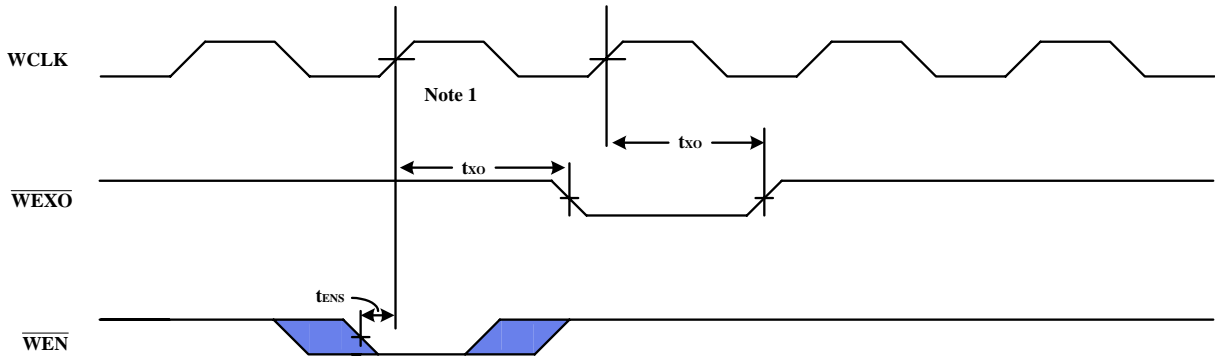 WCLK
Note 1
tXO
tXO
WEXO
tENS
WEN